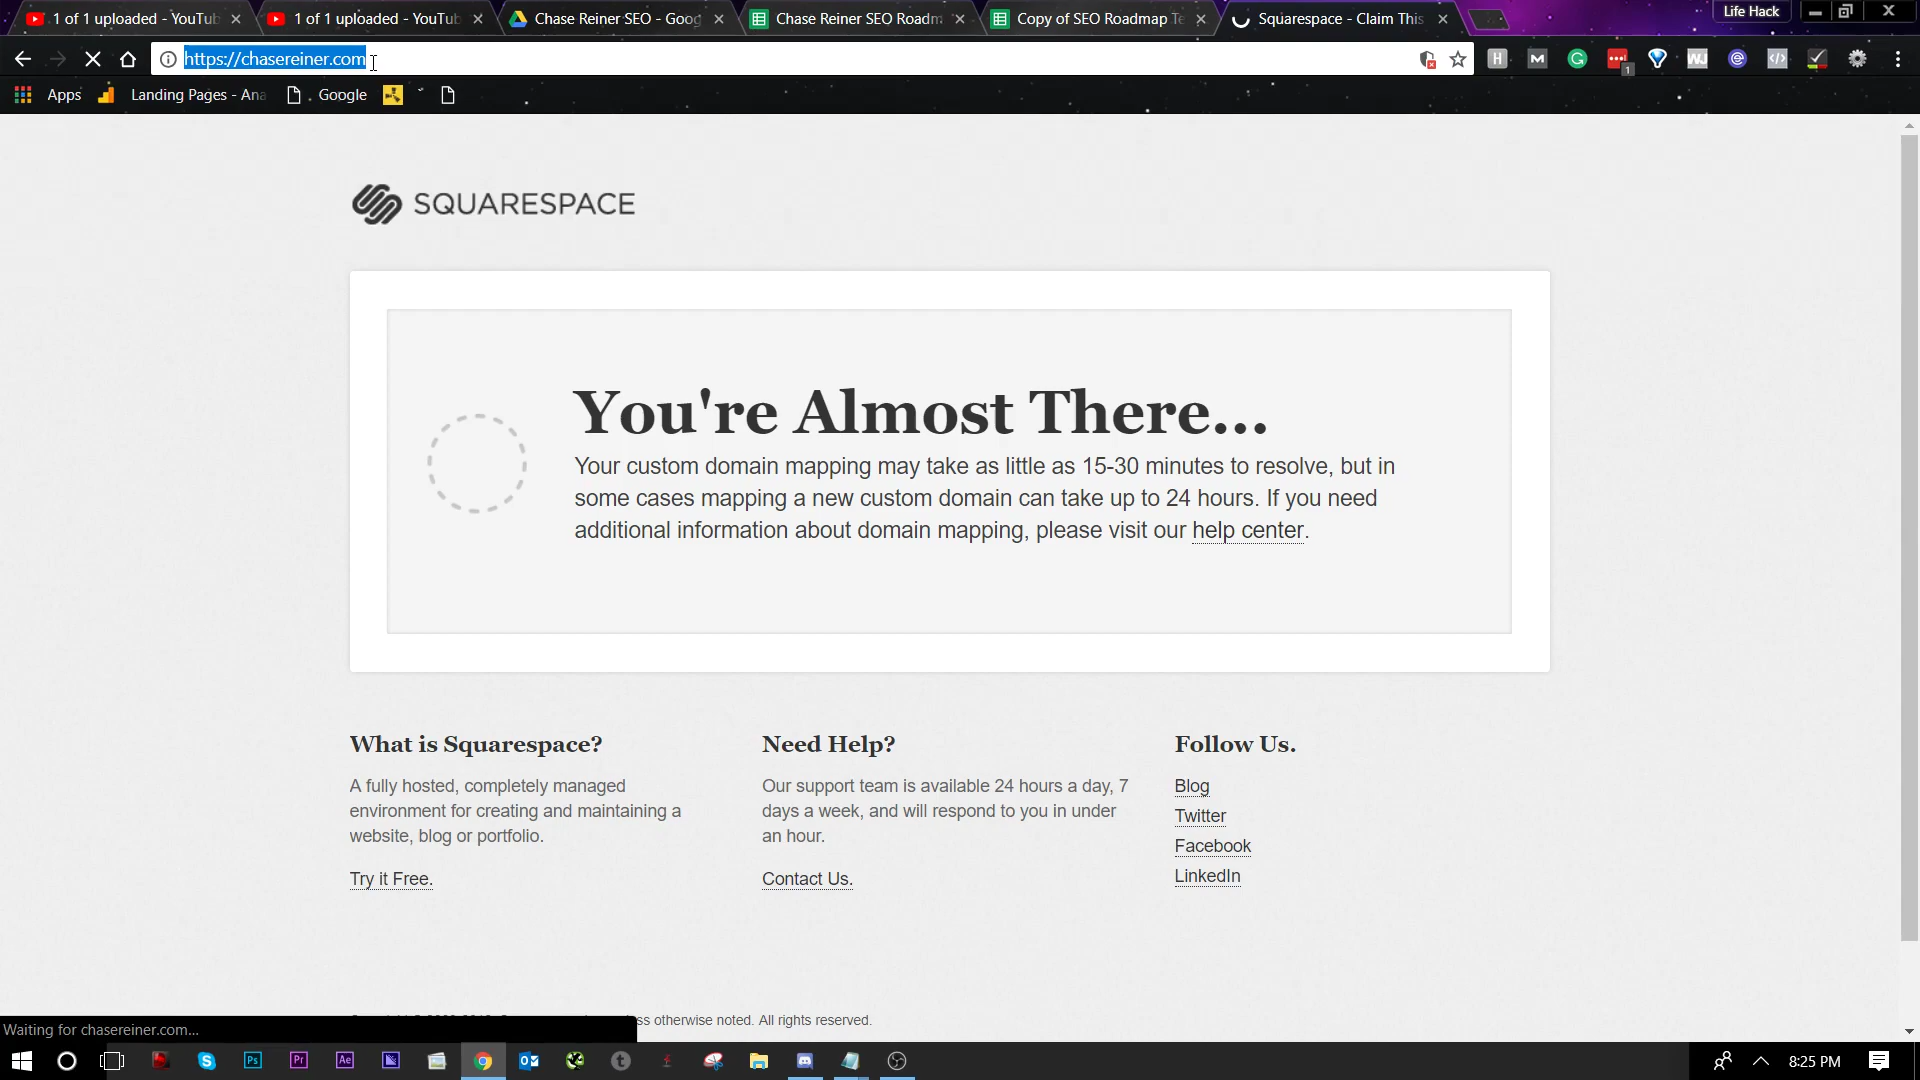 1 of 1 uploaded - YouTub
1 of 1 uploaded - YouTub
Chase Reiner SEO - Goog
Chase Reiner SEO Roadm
Copy of SEO Roadmap Te
Squarespace - Claim This
Life Hack
https://chasereiner.com
Apps
Landing Pages - Ana
Google
SQUARESPACE
You're Almost There...
Your custom domain mapping may take as little as 15-30 minutes to resolve, but in
some cases mapping a new custom domain can take up to 24 hours. If you need
additional information about domain mapping, please visit our help center.
What is Squarespace?
A fully hosted, completely managed
environment for creating and maintaining a
website, blog or portfolio.
Try it Free.
Need Help?
Our support team is available 24 hours a day, 7
days a week, and will respond to you in under
an hour.
Contact Us.
Follow Us.
Blog
Twitter
Facebook
LinkedIn
otherwise noted. All rights reserved.
Waiting for chasereiner.com...
8:25 PM